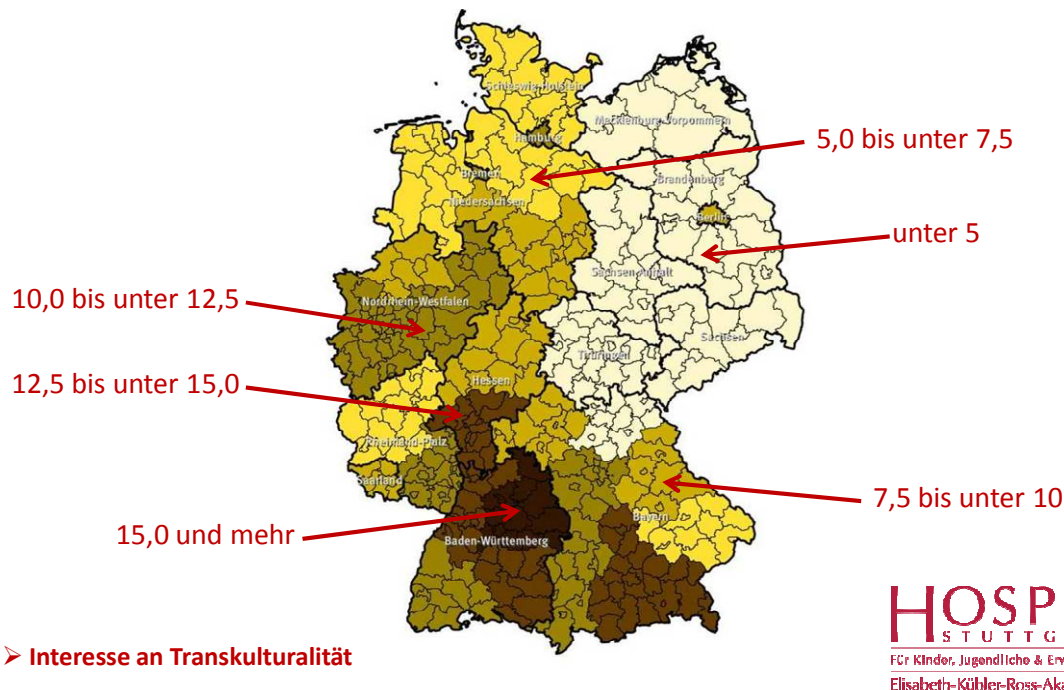 Schleswig-Holstein
Mecklenburg-Vorpommern
Hamburg
5,0 bis unter 7,5
Bremen
Brandenburg
Niedersachsen
Berlin
unter 5
Sachsen-Anhalt
10,0 bis unter 12,5
Nordrhein-Westfalen
Sachsen
Thüringen
12,5 bis unter 15,0
Hessen
Rheinland-Pfalz
Saarland
7,5 bis unter 10
Bayern
15,0 und mehr
Baden-Württemberg
HOSP
STUTTG
Für Kinder, Jugendliche & Erw
Elisabeth-Kübler-Ross-Aka
➢ Interesse an Transkulturalität